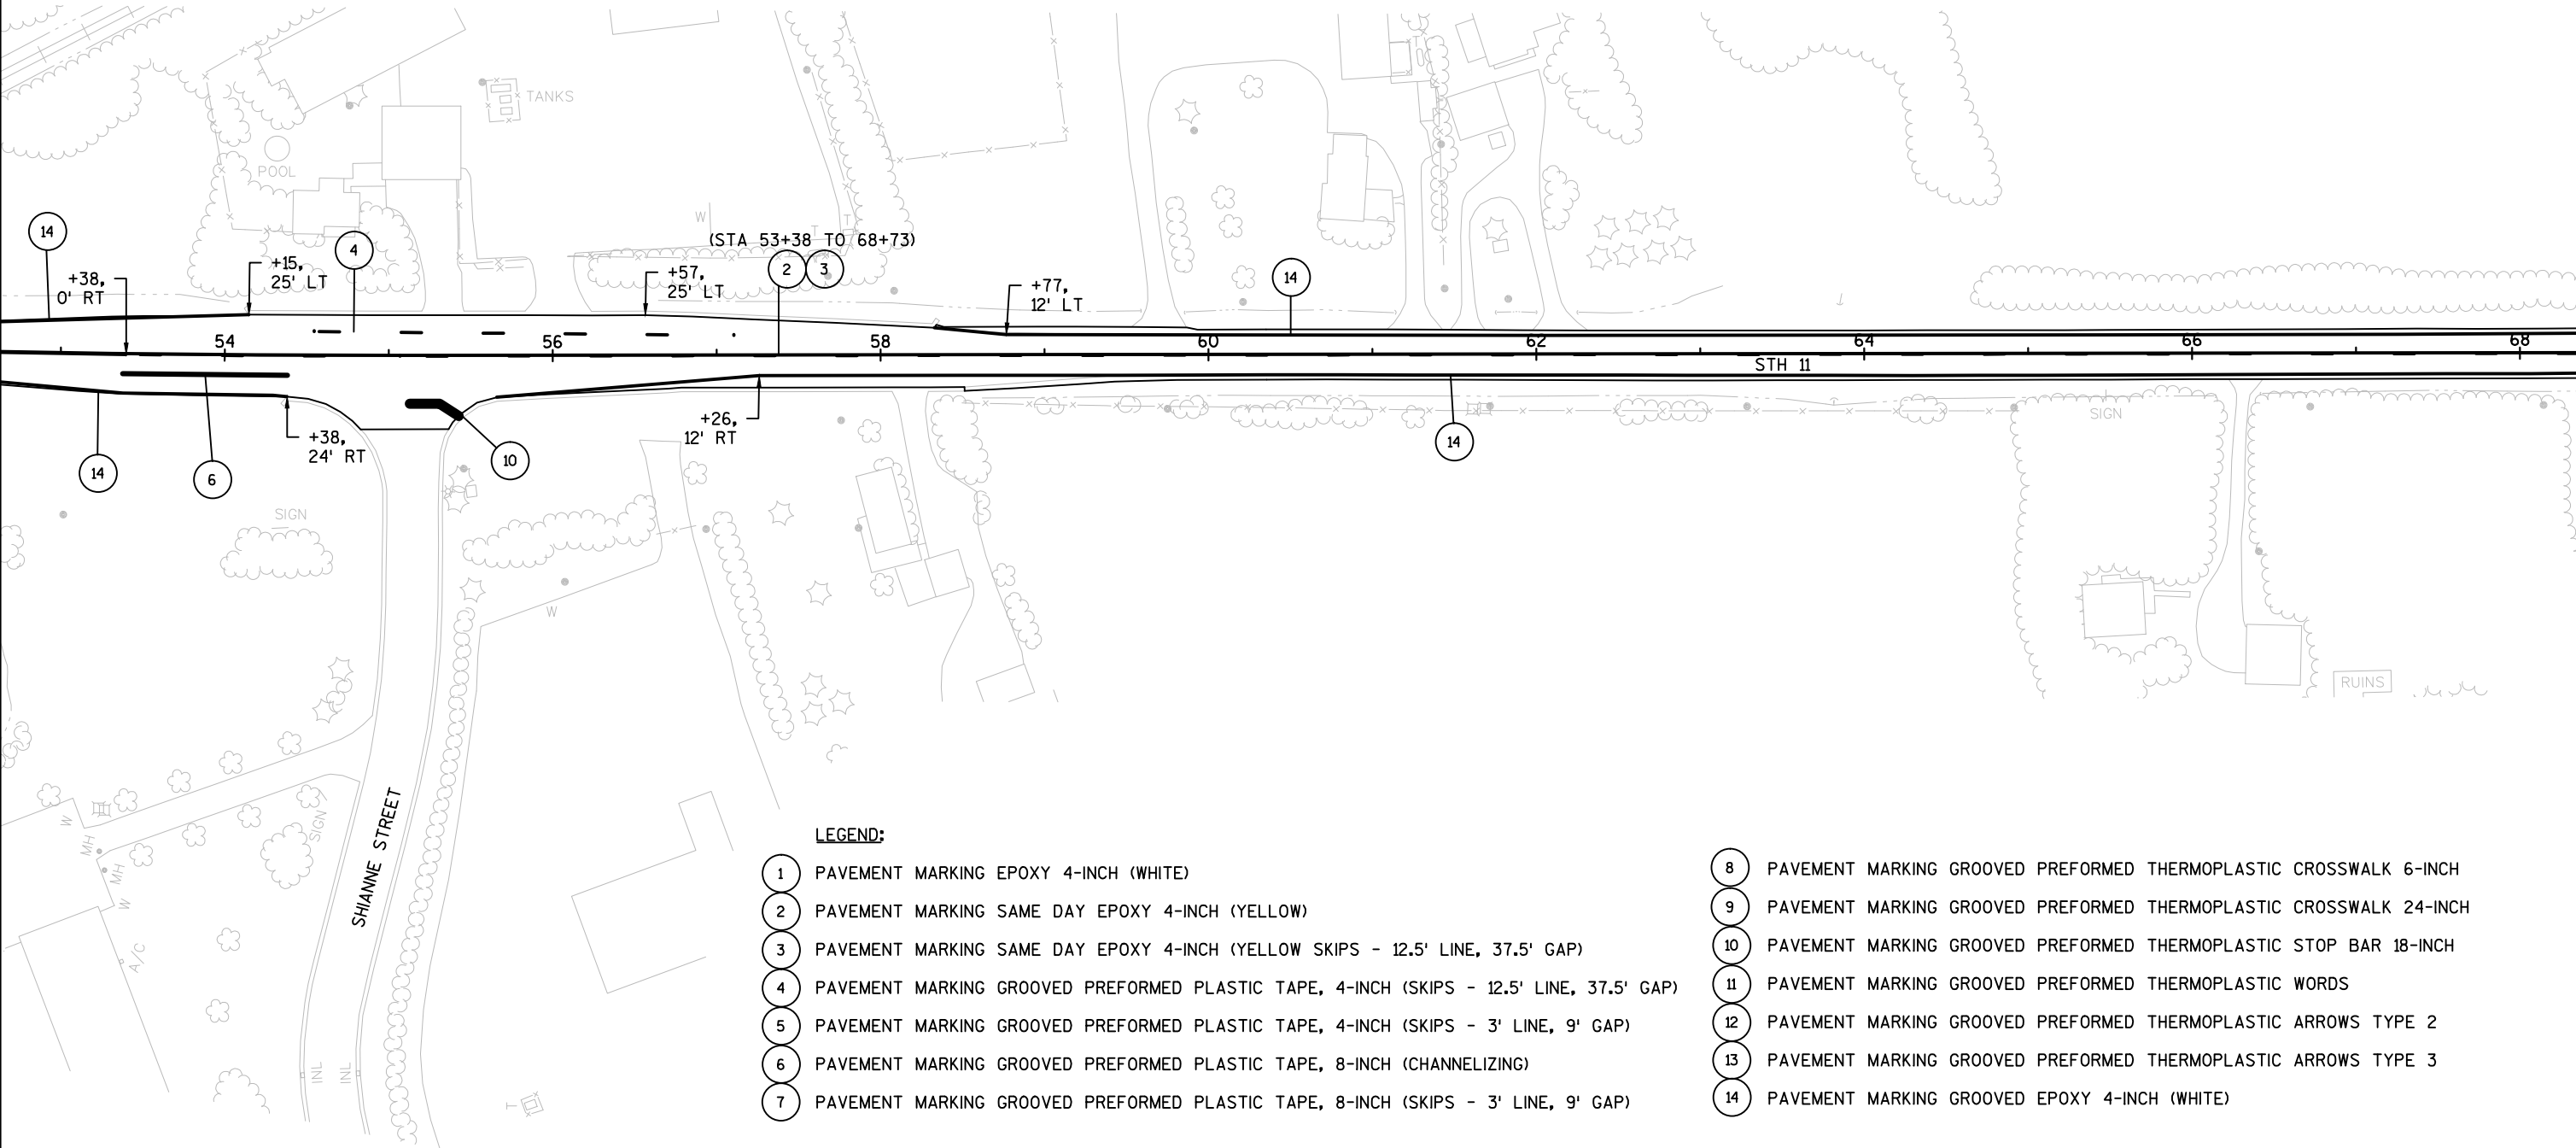 TANKS
POOL
W
T
T
(STA 53+38 TO 68+73)
14
4
2
3
14
+38,
0' RT
+15,
25' LT
+57,
25' LT
+77,
12' LT
54
56
58
60
62
64
66
68
STH 11
+38,
24' RT
+26,
12' RT
10
14
6
14
SIGN
SIGN
W
RUINS
SIGN
W
MH
MH
W
A/C
SHIANNE STREET
INL
INL
T
LEGEND:
1 PAVEMENT MARKING EPOXY 4-INCH (WHITE)
2 PAVEMENT MARKING SAME DAY EPOXY 4-INCH (YELLOW)
3 PAVEMENT MARKING SAME DAY EPOXY 4-INCH (YELLOW SKIPS - 12.5' LINE, 37.5' GAP)
4 PAVEMENT MARKING GROOVED PREFORMED PLASTIC TAPE, 4-INCH (SKIPS - 12.5' LINE, 37.5' GAP)
5 PAVEMENT MARKING GROOVED PREFORMED PLASTIC TAPE, 4-INCH (SKIPS - 3' LINE, 9' GAP)
6 PAVEMENT MARKING GROOVED PREFORMED PLASTIC TAPE, 8-INCH (CHANNELIZING)
7 PAVEMENT MARKING GROOVED PREFORMED PLASTIC TAPE, 8-INCH (SKIPS - 3' LINE, 9' GAP)
8 PAVEMENT MARKING GROOVED PREFORMED THERMOPLASTIC CROSSWALK 6-INCH
9 PAVEMENT MARKING GROOVED PREFORMED THERMOPLASTIC CROSSWALK 24-INCH
10 PAVEMENT MARKING GROOVED PREFORMED THERMOPLASTIC STOP BAR 18-INCH
11 PAVEMENT MARKING GROOVED PREFORMED THERMOPLASTIC WORDS
12 PAVEMENT MARKING GROOVED PREFORMED THERMOPLASTIC ARROWS TYPE 2
13 PAVEMENT MARKING GROOVED PREFORMED THERMOPLASTIC ARROWS TYPE 3
14 PAVEMENT MARKING GROOVED EPOXY 4-INCH (WHITE)